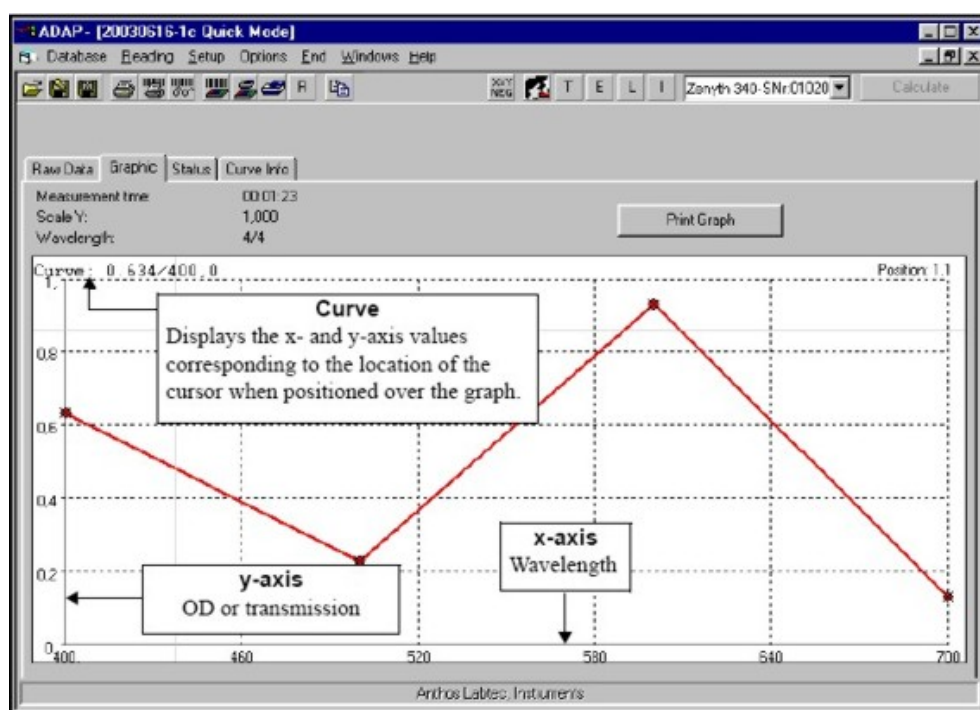 ADAP - [20030616-1c Quick Mode]
Database Reading Setup Options End Windows Help
R NEG T E L I Zenyth 340-SNr:01020 Calculate
Raw Data Graphic Status Curve Info
Measurement time: 00:01:23
Scale Y: 1,000
Wavelength: 4/4
Print Graph
Curve: 0.634/400,0 Position: 1.1
1,
Curve
Displays the x- and y-axis values
corresponding to the location of the
cursor when positioned over the graph.
0,8
0,6
0,4
x-axis
Wavelength
0,2
y-axis
OD or transmission
0,
400, 460 520 580 640 700
Anthos Labtec Instruments